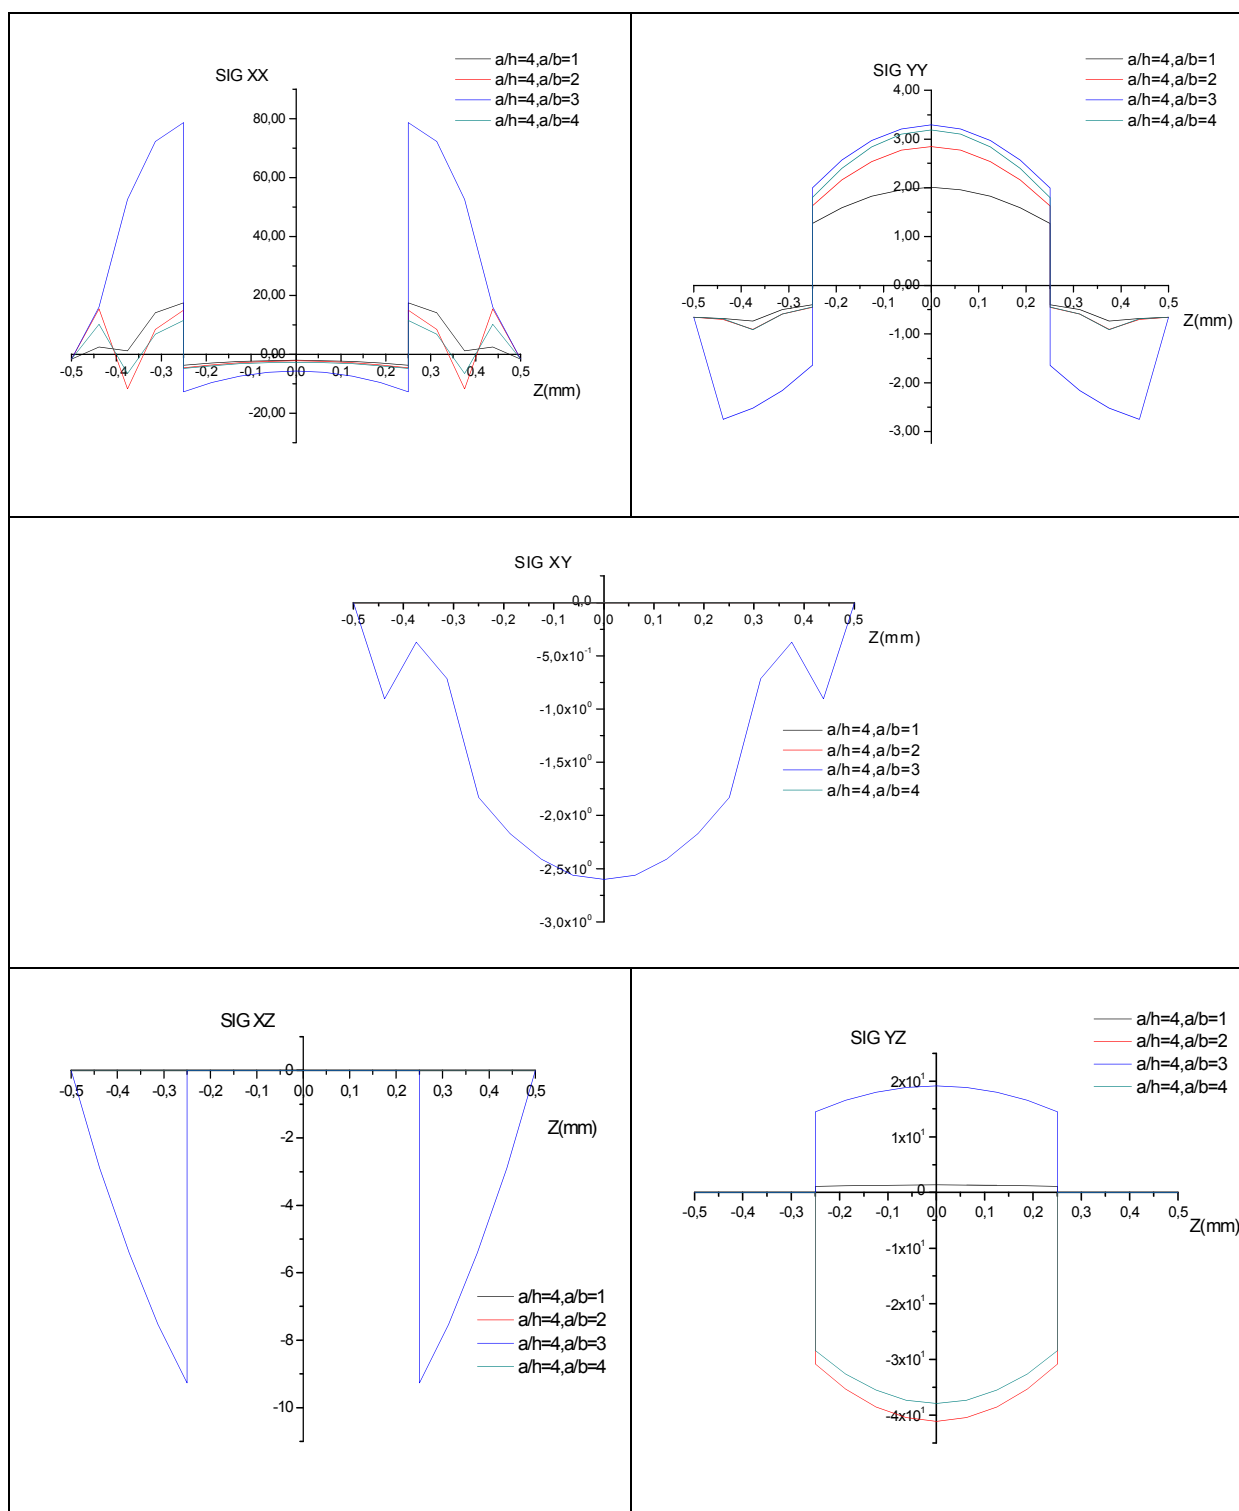 SIG XX
a/h=4,a/b=1
a/h=4,a/b=2
a/h=4,a/b=3
a/h=4,a/b=4
80,00
60,00
40,00
20,00
0,00
-0,5 -0,4 -0,3 -0,2 -0,1 0,0 0,1 0,2 0,3 0,4 0,5
Z(mm)
-20,00
SIG YY
a/h=4,a/b=1
a/h=4,a/b=2
a/h=4,a/b=3
a/h=4,a/b=4
4,00
3,00
2,00
1,00
0,00
-0,5 -0,4 -0,3 -0,2 -0,1 0,0 0,1 0,2 0,3 0,4 0,5
Z(mm)
-1,00
-2,00
-3,00
SIG XY
0,0
-0,5 -0,4 -0,3 -0,2 -0,1 0,0 0,1 0,2 0,3 0,4 0,5
Z(mm)
-5,0x10⁻¹
-1,0x10⁰
-1,5x10⁰
-2,0x10⁰
-2,5x10⁰
-3,0x10⁰
a/h=4,a/b=1
a/h=4,a/b=2
a/h=4,a/b=3
a/h=4,a/b=4
SIG XZ
0
-0,5 -0,4 -0,3 -0,2 -0,1 0,0 0,1 0,2 0,3 0,4 0,5
Z(mm)
-2
-4
-6
-8
-10
a/h=4,a/b=1
a/h=4,a/b=2
a/h=4,a/b=3
a/h=4,a/b=4
SIG YZ
a/h=4,a/b=1
a/h=4,a/b=2
a/h=4,a/b=3
a/h=4,a/b=4
2x10¹
1x10¹
0
-0,5 -0,4 -0,3 -0,2 -0,1 0,0 0,1 0,2 0,3 0,4 0,5
Z(mm)
-1x10¹
-2x10¹
-3x10¹
-4x10¹